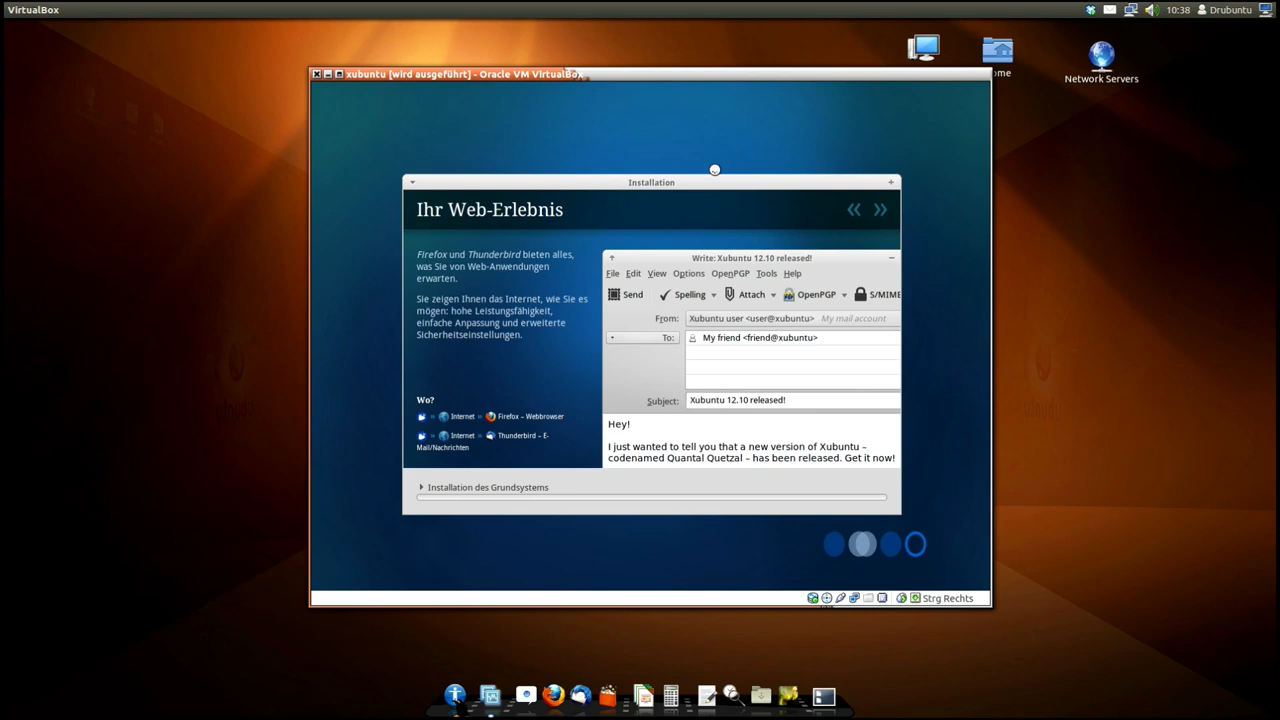 VirtualBox
10:38
Drubuntu
ome
Network Servers
xubuntu [wird ausgeführt] - Oracle VM VirtualBox
Installation
Ihr Web-Erlebnis
Firefox und Thunderbird bieten alles,
was Sie von Web-Anwendungen
erwarten.
Sie zeigen Ihnen das Internet, wie Sie es
mögen: hohe Leistungsfähigkeit,
einfache Anpassung und erweiterte
Sicherheitseinstellungen.
Wo?
» Internet » Firefox – Webbrowser
» Internet » Thunderbird – E-
Mail/Nachrichten
Write: Xubuntu 12.10 released!
File Edit View Options OpenPGP Tools Help
Send Spelling Attach OpenPGP S/MIME
From: Xubuntu user <user@xubuntu> My mail account
To: My friend <friend@xubuntu>
Subject: Xubuntu 12.10 released!
Hey!
I just wanted to tell you that a new version of Xubuntu –
codenamed Quantal Quetzal – has been released. Get it now!
Installation des Grundsystems
Strg Rechts